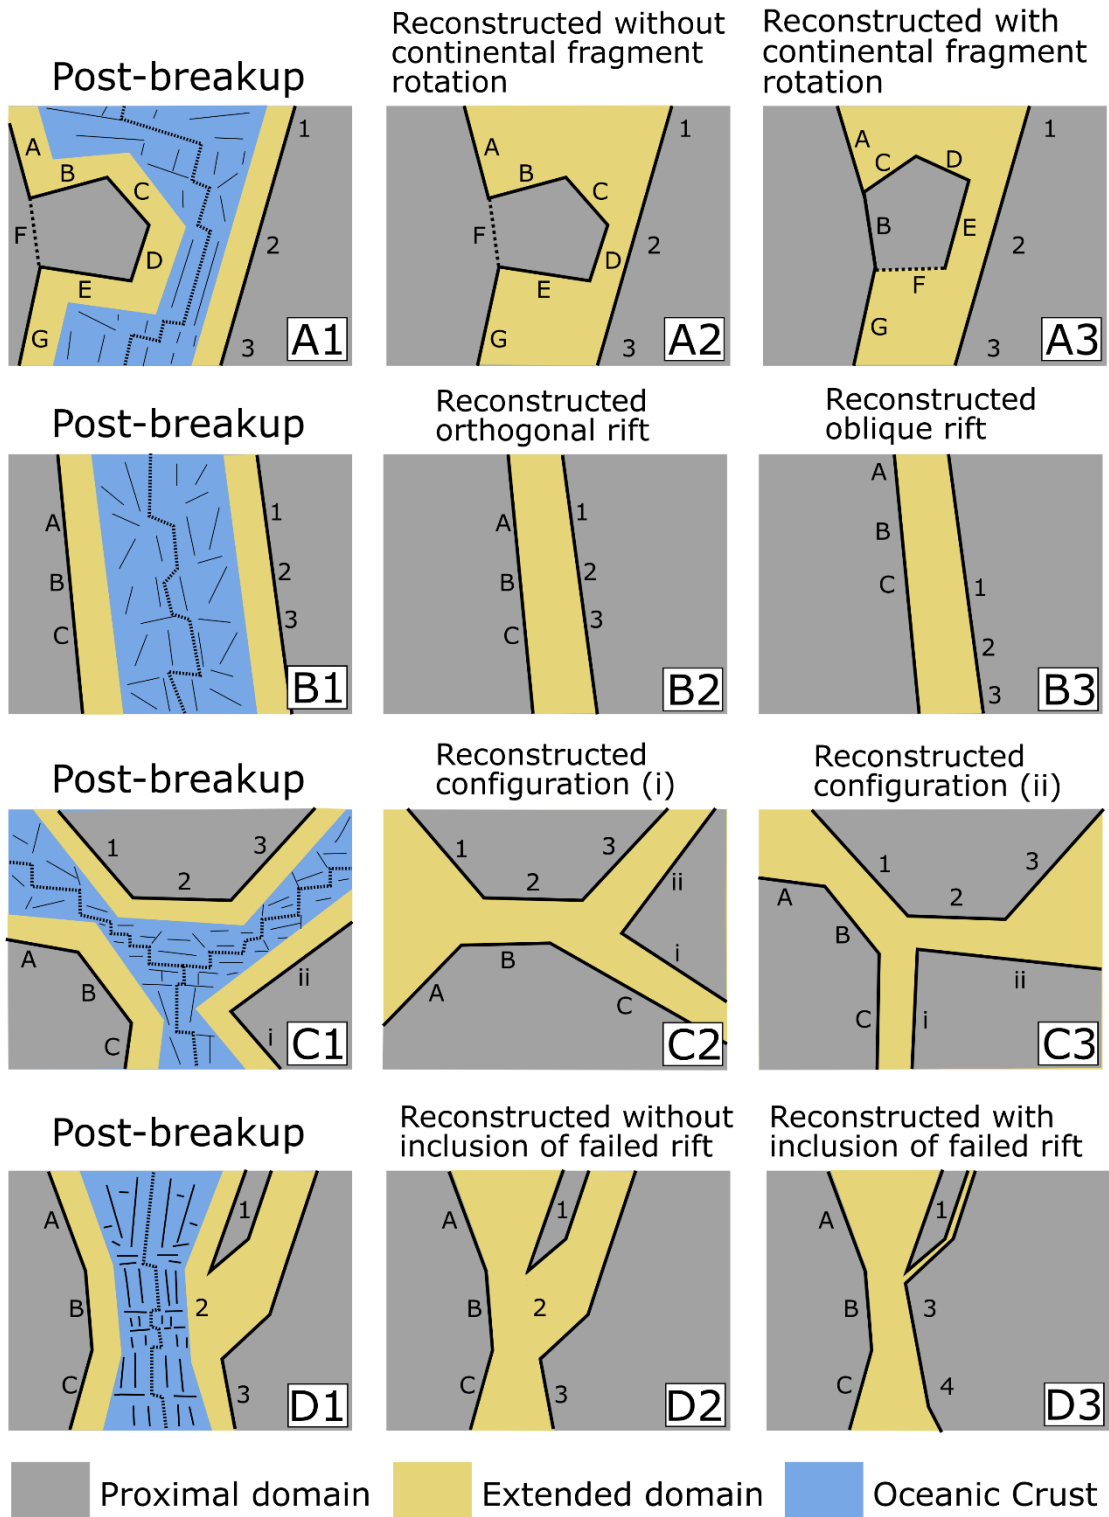 Post-breakup
Reconstructed without
continental fragment
rotation
Reconstructed with
continental fragment
rotation
A
B
C
F
D
E
G
1
2
3
A1
A
B
C
F
D
E
G
1
2
3
A2
A
C
D
B
E
F
G
1
2
3
A3
Post-breakup
Reconstructed
orthogonal rift
Reconstructed
oblique rift
A
B
C
1
2
3
B1
A
B
C
1
2
3
B2
A
B
C
1
2
3
B3
Post-breakup
Reconstructed
configuration (i)
Reconstructed
configuration (ii)
1
2
3
A
B
C
ii
i
C1
1
2
3
ii
i
A
B
C
C2
1
2
3
A
B
C
i
ii
C3
Post-breakup
Reconstructed without
inclusion of failed rift
Reconstructed with
inclusion of failed rift
A
B
C
1
2
3
D1
A
B
C
1
2
3
D2
A
B
C
1
3
4
D3
Proximal domain
Extended domain
Oceanic Crust